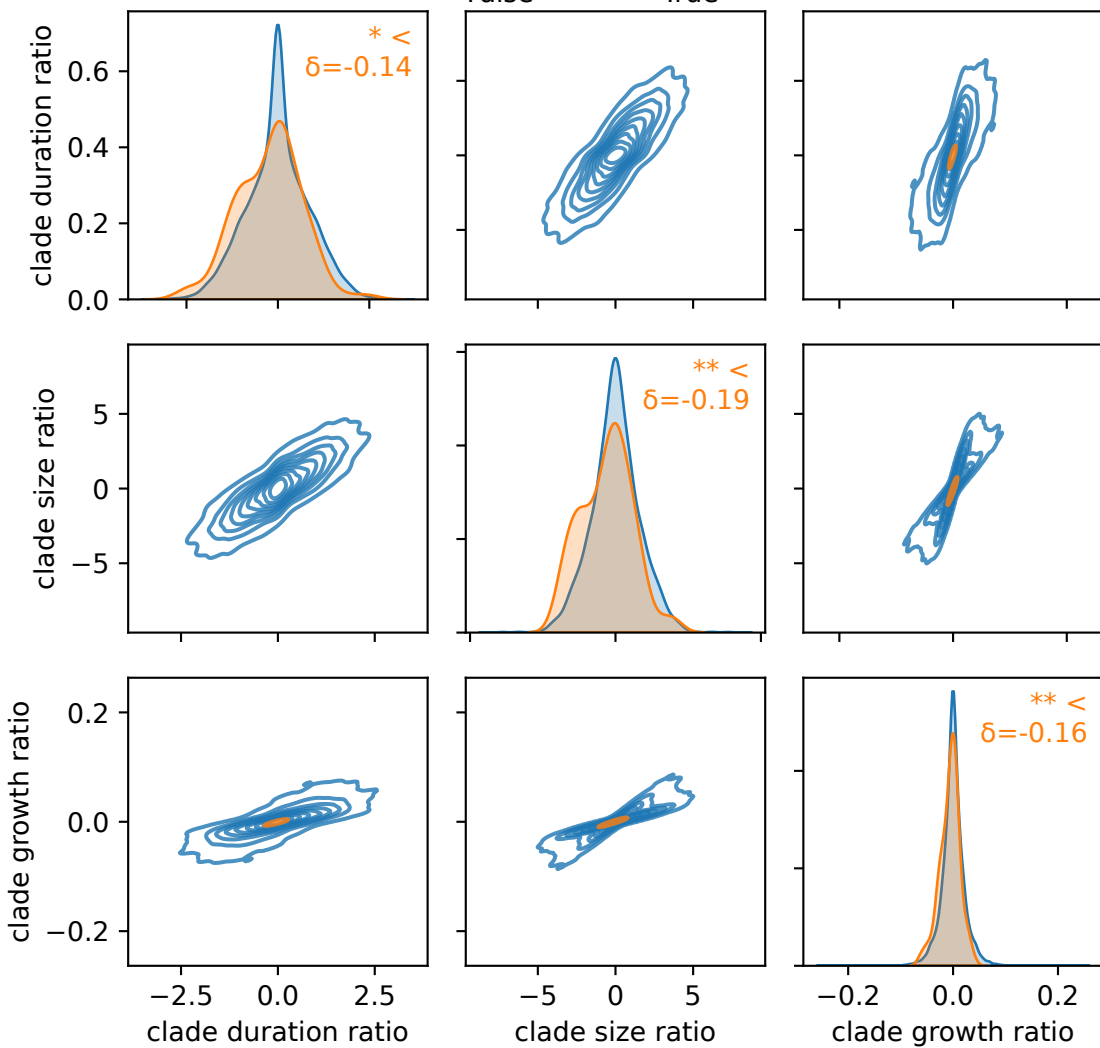 False True
clade duration ratio
0.6
0.4
0.2
0.0
* <
δ=-0.14
clade size ratio
5
0
−5
** <
δ=-0.19
clade growth ratio
0.2
0.0
−0.2
** <
δ=-0.16
−2.5 0.0 2.5
clade duration ratio
−5 0 5
clade size ratio
−0.2 0.0 0.2
clade growth ratio